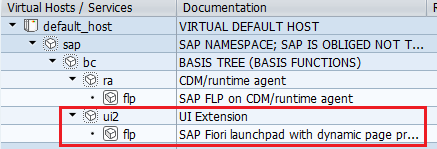 Virtual Hosts / Services Documentation
default_host VIRTUAL DEFAULT HOST
sap SAP NAMESPACE; SAP IS OBLIGED NOT T...
bc BASIS TREE (BASIS FUNCTIONS)
ra CDM/runtime agent
flp SAP FLP on CDM/runtime agent
ui2 UI Extension
flp SAP Fiori launchpad with dynamic page pr...